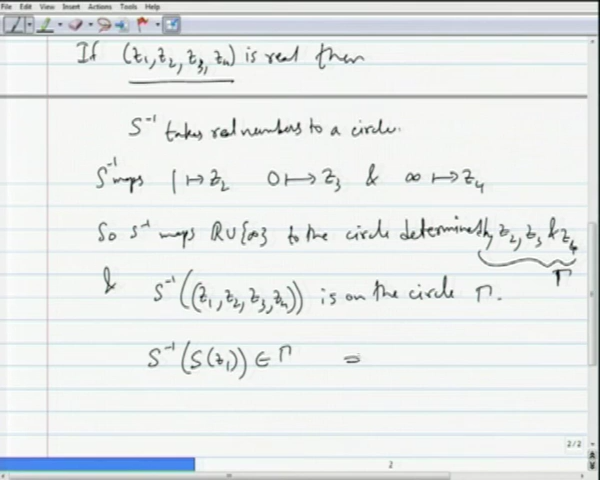 File Edit View Insert Actions Tools Help
If (z1, z2, z3, z4) is real then
S⁻¹ takes real numbers to a circle.
S⁻¹ maps 1 ↦ z2 0 ↦ z3 & ∞ ↦ z4
So S⁻¹ maps ℝ∪{∞} to the circle determined by z2, z3 & z4
Γ
& S⁻¹((z1, z2, z3, z4)) is on the circle Γ.
S⁻¹(S(z1)) ∈ Γ ⇒
2/2
2